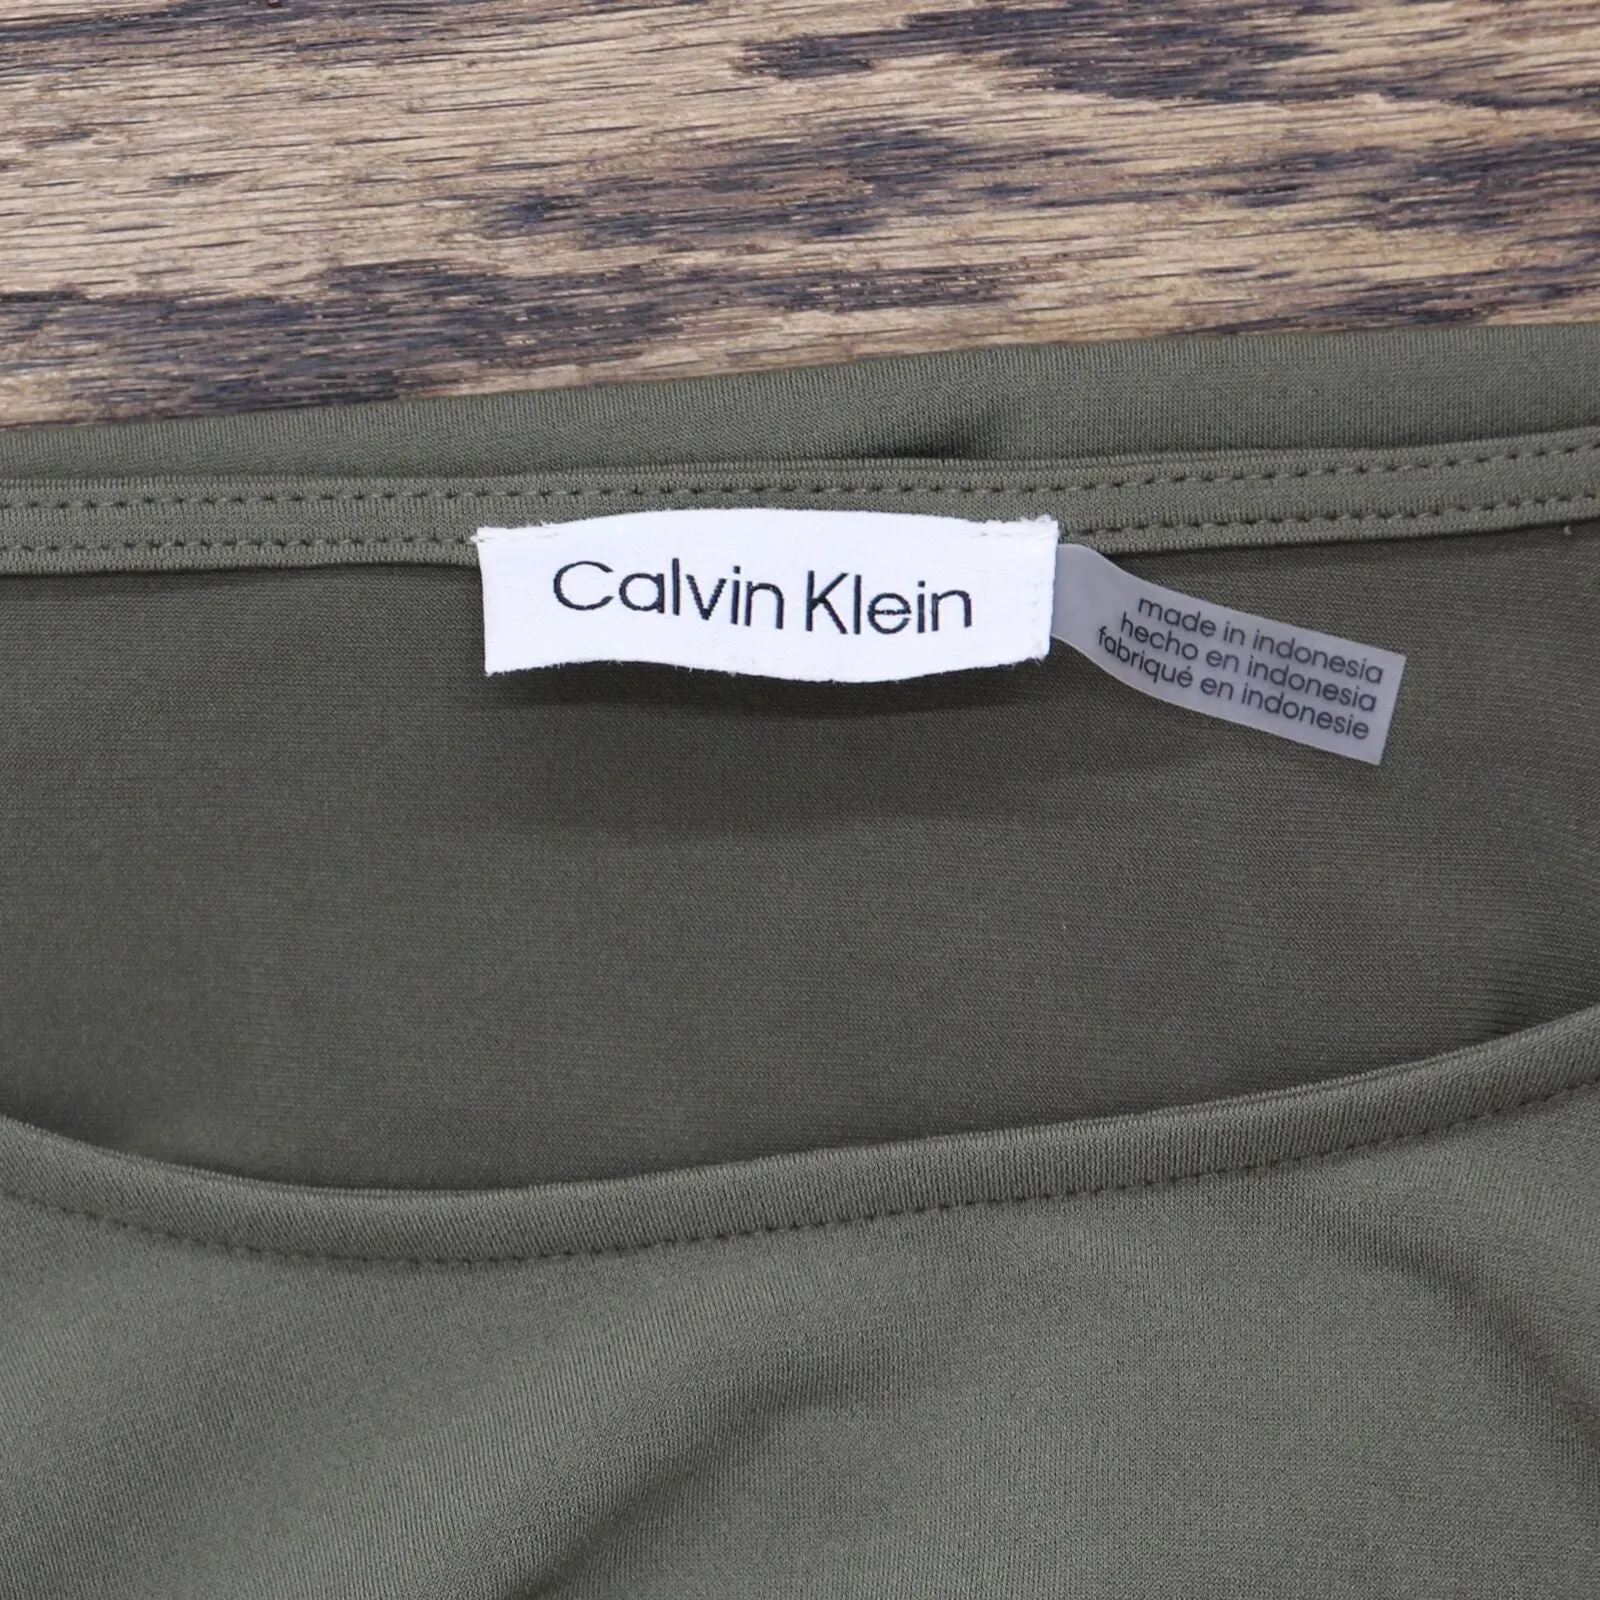 Calvin Klein
made in indonesia
hecho en indonesia
fabriqué en indonesie